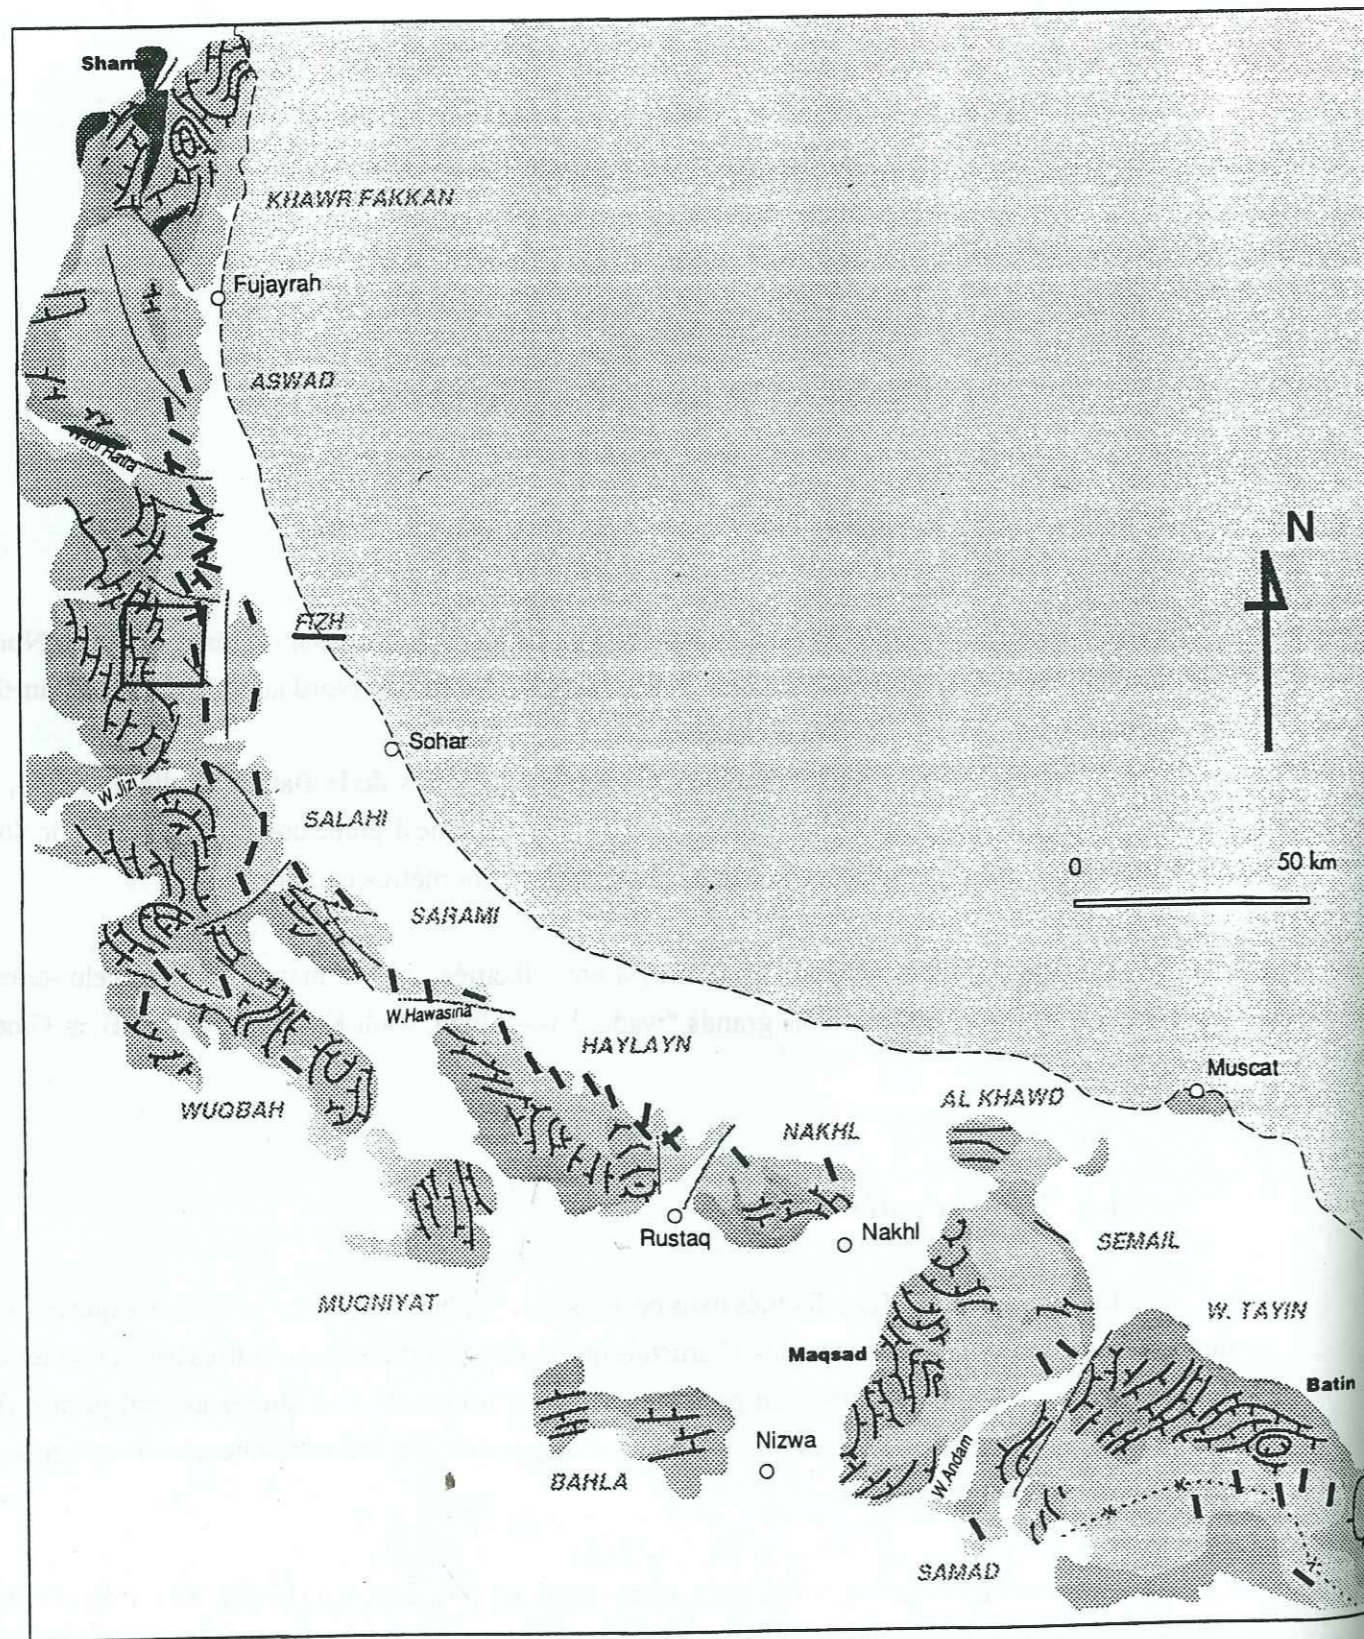 Sham
KHAWR FAKKAN
Fujayrah
ASWAD
Wadi Hatta
N
FIZH
Sohar
W. Jizi
SALAHI
0 50 km
SARAMI
W.Hawasina
HAYLAYN
Muscat
WUQBAH
AL KHAWD
NAKHL
Rustaq
Nakhl
SEMAIL
MUQNIYAT
W. TAYIN
Maqsad
Batin
Nizwa
BAHLA
W.Andam
SAMAD